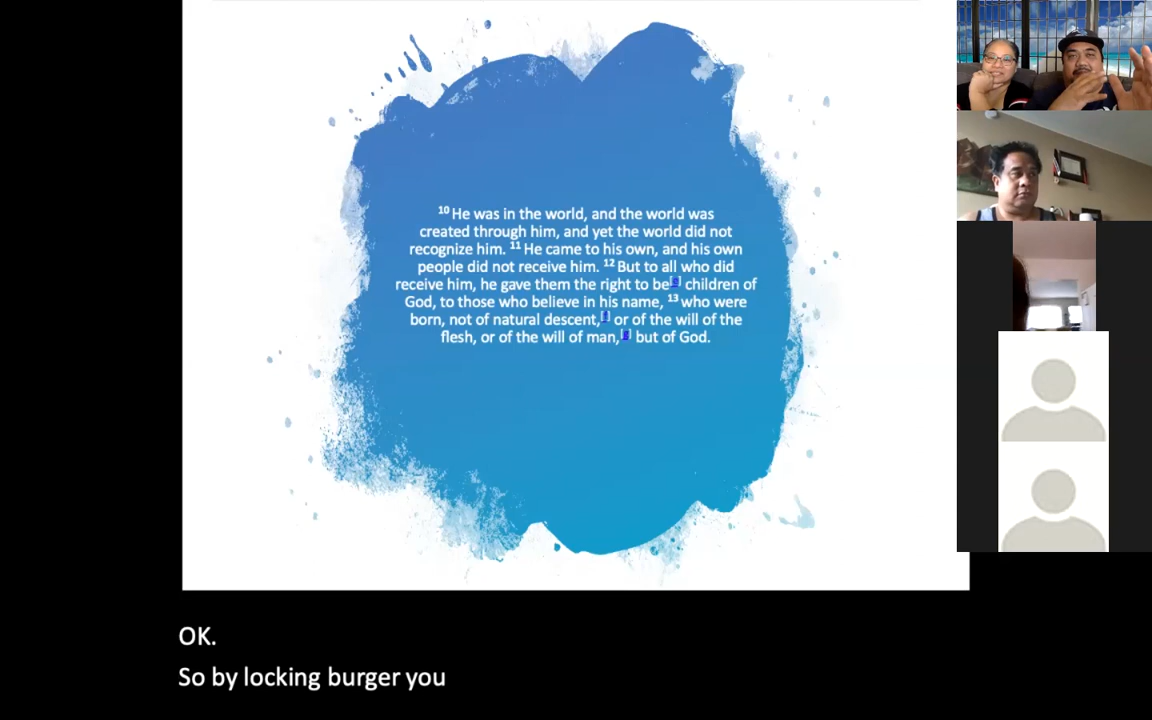 10 He was in the world, and the world was
created through him, and yet the world did not
recognize him. 11 He came to his own, and his own
people did not receive him. 12 But to all who did
receive him, he gave them the right to be[e] children of
God, to those who believe in his name, 13 who were
born, not of natural descent,[f] or of the will of the
flesh, or of the will of man,[g] but of God.
OK.
So by locking burger you